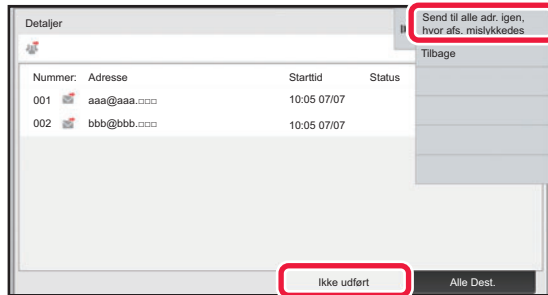 Detaljer
Send til alle adr. igen,
hvor afs. mislykkedes
Tilbage
Nummer: Adresse Starttid Status
001 aaa@aaa.□□□ 10:05 07/07
002 bbb@bbb.□□□ 10:05 07/07
Ikke udført Alle Dest.